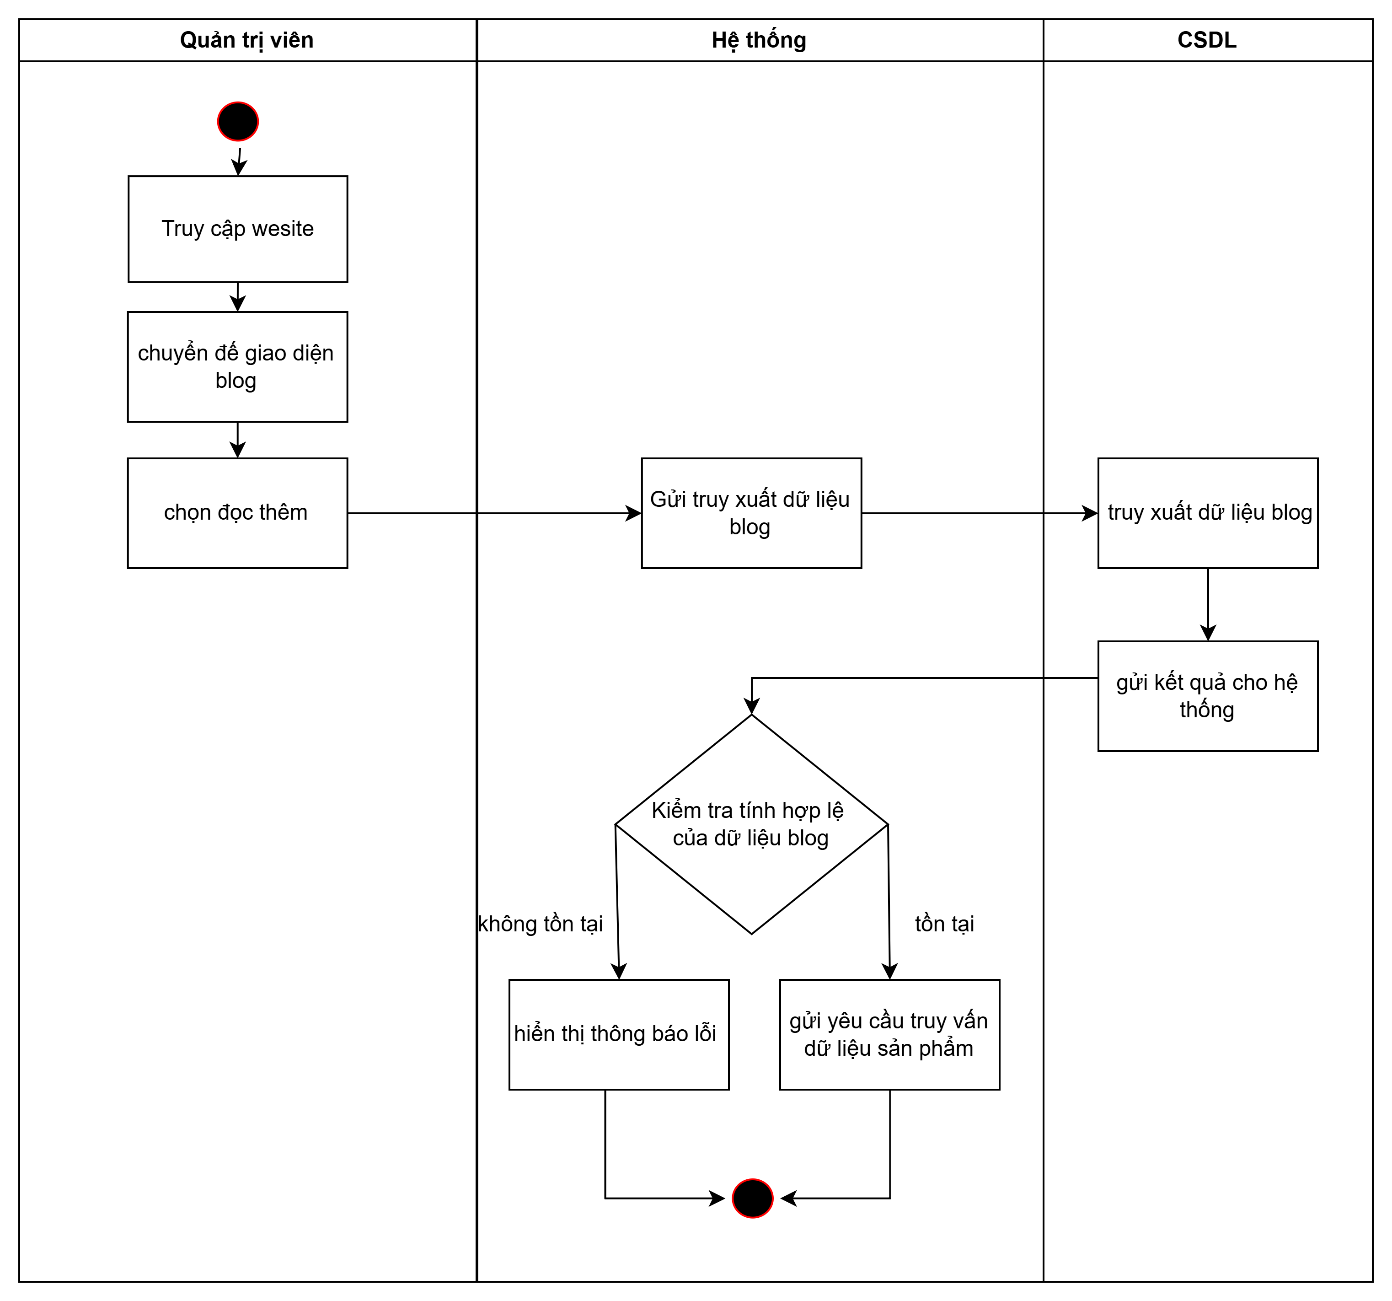 Quản trị viên
Hệ thống
CSDL
Truy cập wesite
chuyển đế giao diện
blog
chọn đọc thêm
Gửi truy xuất dữ liệu
blog
truy xuất dữ liệu blog
gửi kết quả cho hệ
thống
Kiểm tra tính hợp lệ
của dữ liệu blog
không tồn tại
tồn tại
hiển thị thông báo lỗi
gửi yêu cầu truy vấn
dữ liệu sản phẩm